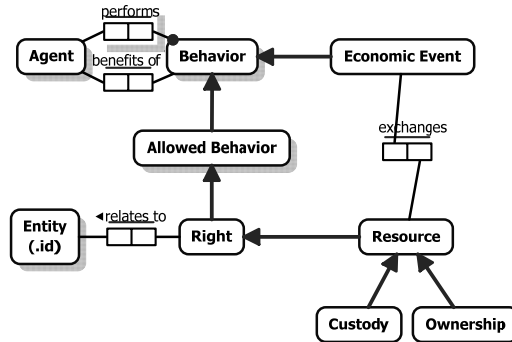 performs
Agent
benefits of
Behavior
Economic Event
exchanges
Allowed Behavior
Entity
(.id)
◄relates to
Right
Resource
Custody
Ownership